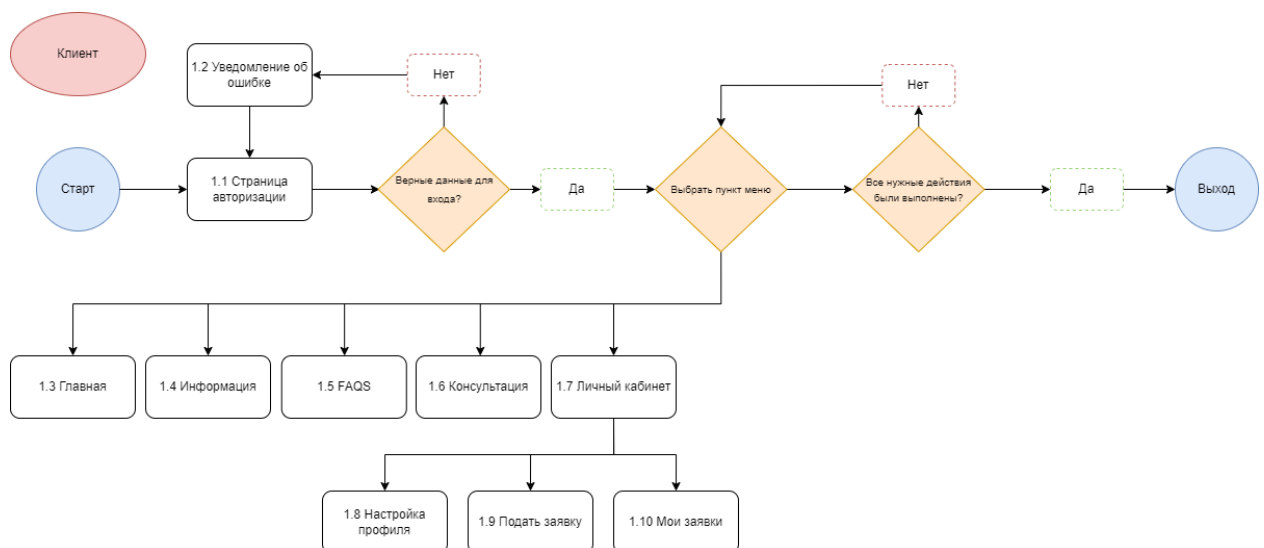 Клиент
1.2 Уведомление об
ошибке
Нет
Нет
Старт
1.1 Страница
авторизации
Верные данные для
входа?
Да
Выбрать пункт меню
Все нужные действия
были выполнены?
Да
Выход
1.3 Главная
1.4 Информация
1.5 FAQS
1.6 Консультация
1.7 Личный кабинет
1.8 Настройка
профиля
1.9 Подать заявку
1.10 Мои заявки